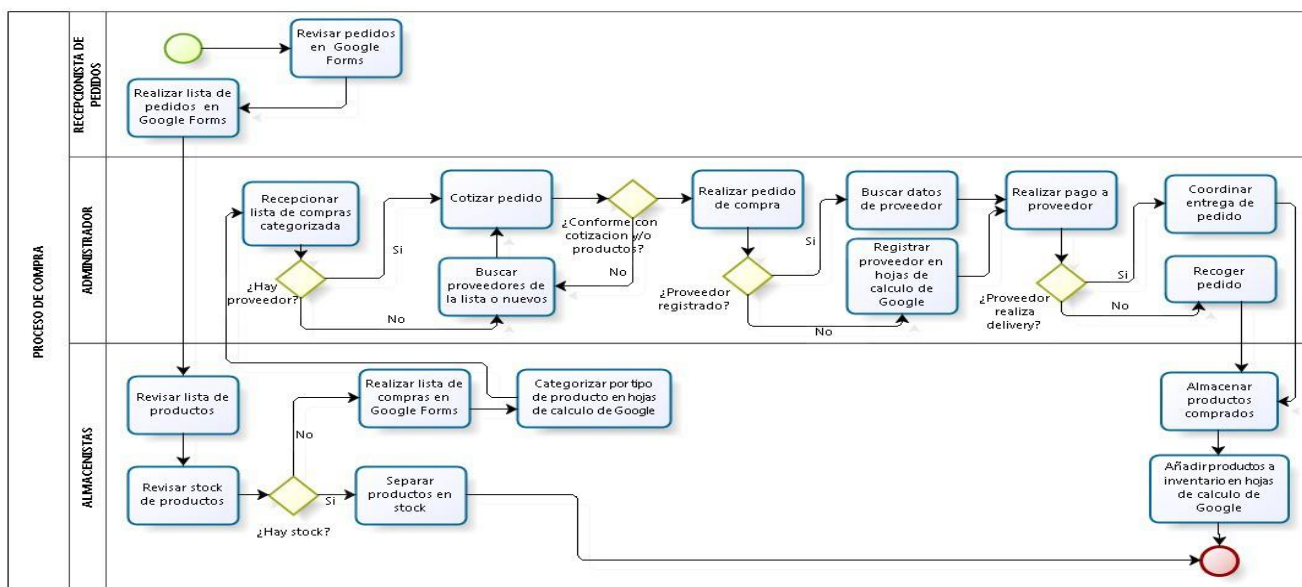 PROCESO DE COMPRA
RECEPCIONISTA DE
PEDIDOS
Revisar pedidos
en Google
Forms
Realizar lista de
pedidos en
Google Forms
ADMINISTRADOR
Recepcionar
lista de compras
categorizada
¿Hay
proveedor?
Si
No
Cotizar pedido
Buscar
proveedores de
la lista o nuevos
¿Conforme con
cotizacion y/o
productos?
No
Realizar pedido
de compra
¿Proveedor
registrado?
Si
No
Buscar datos
de prcveedor
Registrar
proveedor en
hojas de
calculo de
Google
Realizar pago a
proveedor
¿Proveedor
realiza
delivery?
Si
No
Coordinar
entrega de
pedido
Recoger
pedido
ALMACENISTAS
Revisar lista de
productos
Revisar stock
de productos
¿Hay stock?
No
Si
Realizar lista de
compras en
Google Forms
Categorizar por tipo
de producto en hojas
de calculo de Google
Separar
productos en
stock
Almacenar
productos
comprados
Añadir productos a
inventario en hojas
de calculo de
Google